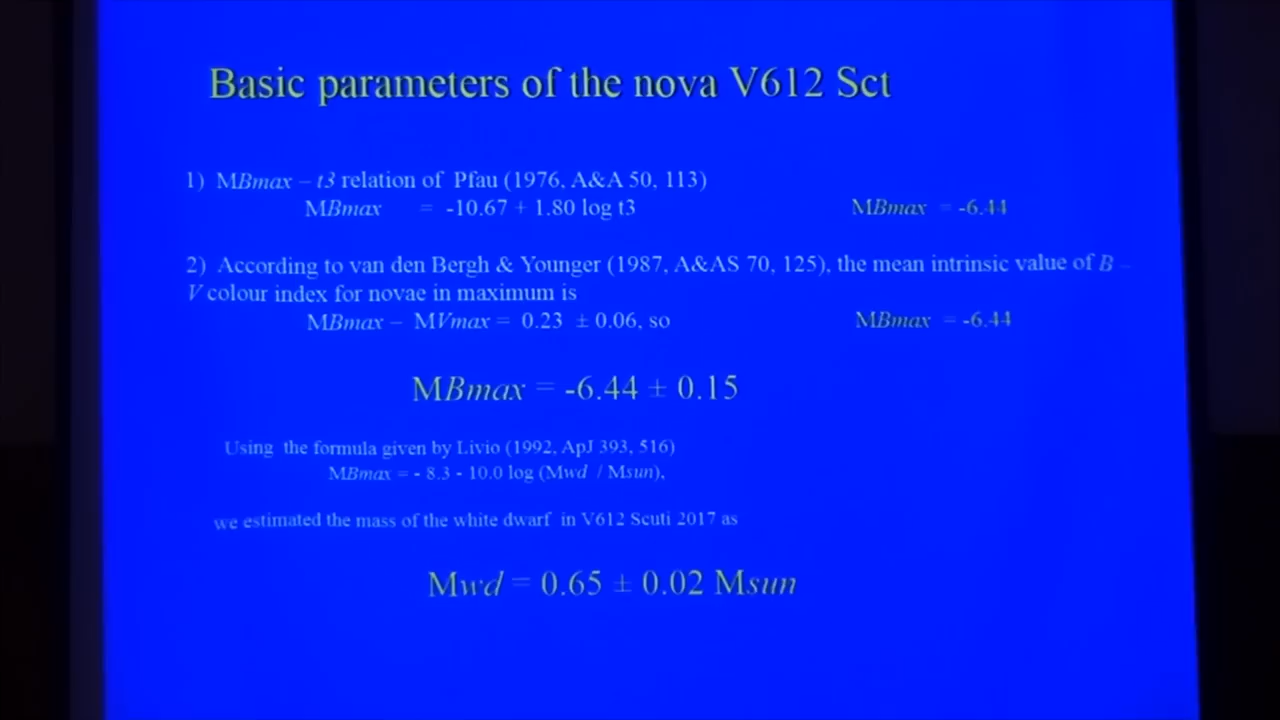 Basic parameters of the nova V612 Sct
1) MBmax – t3 relation of Pfau (1976, A&A 50, 113)
MBmax = -10.67 + 1.80 log t3 MBmax = -6.44
2) According to van den Bergh & Younger (1987, A&AS 70, 125), the mean intrinsic value of B –
V colour index for novae in maximum is
MBmax – MVmax = 0.23 ± 0.06, so MBmax = -6.44
MBmax = -6.44 ± 0.15
Using the formula given by Livio (1992, ApJ 393, 516)
MBmax = - 8.3 - 10.0 log (Mwd / Msun),
we estimated the mass of the white dwarf in V612 Scuti 2017 as
Mwd = 0.65 ± 0.02 Msun